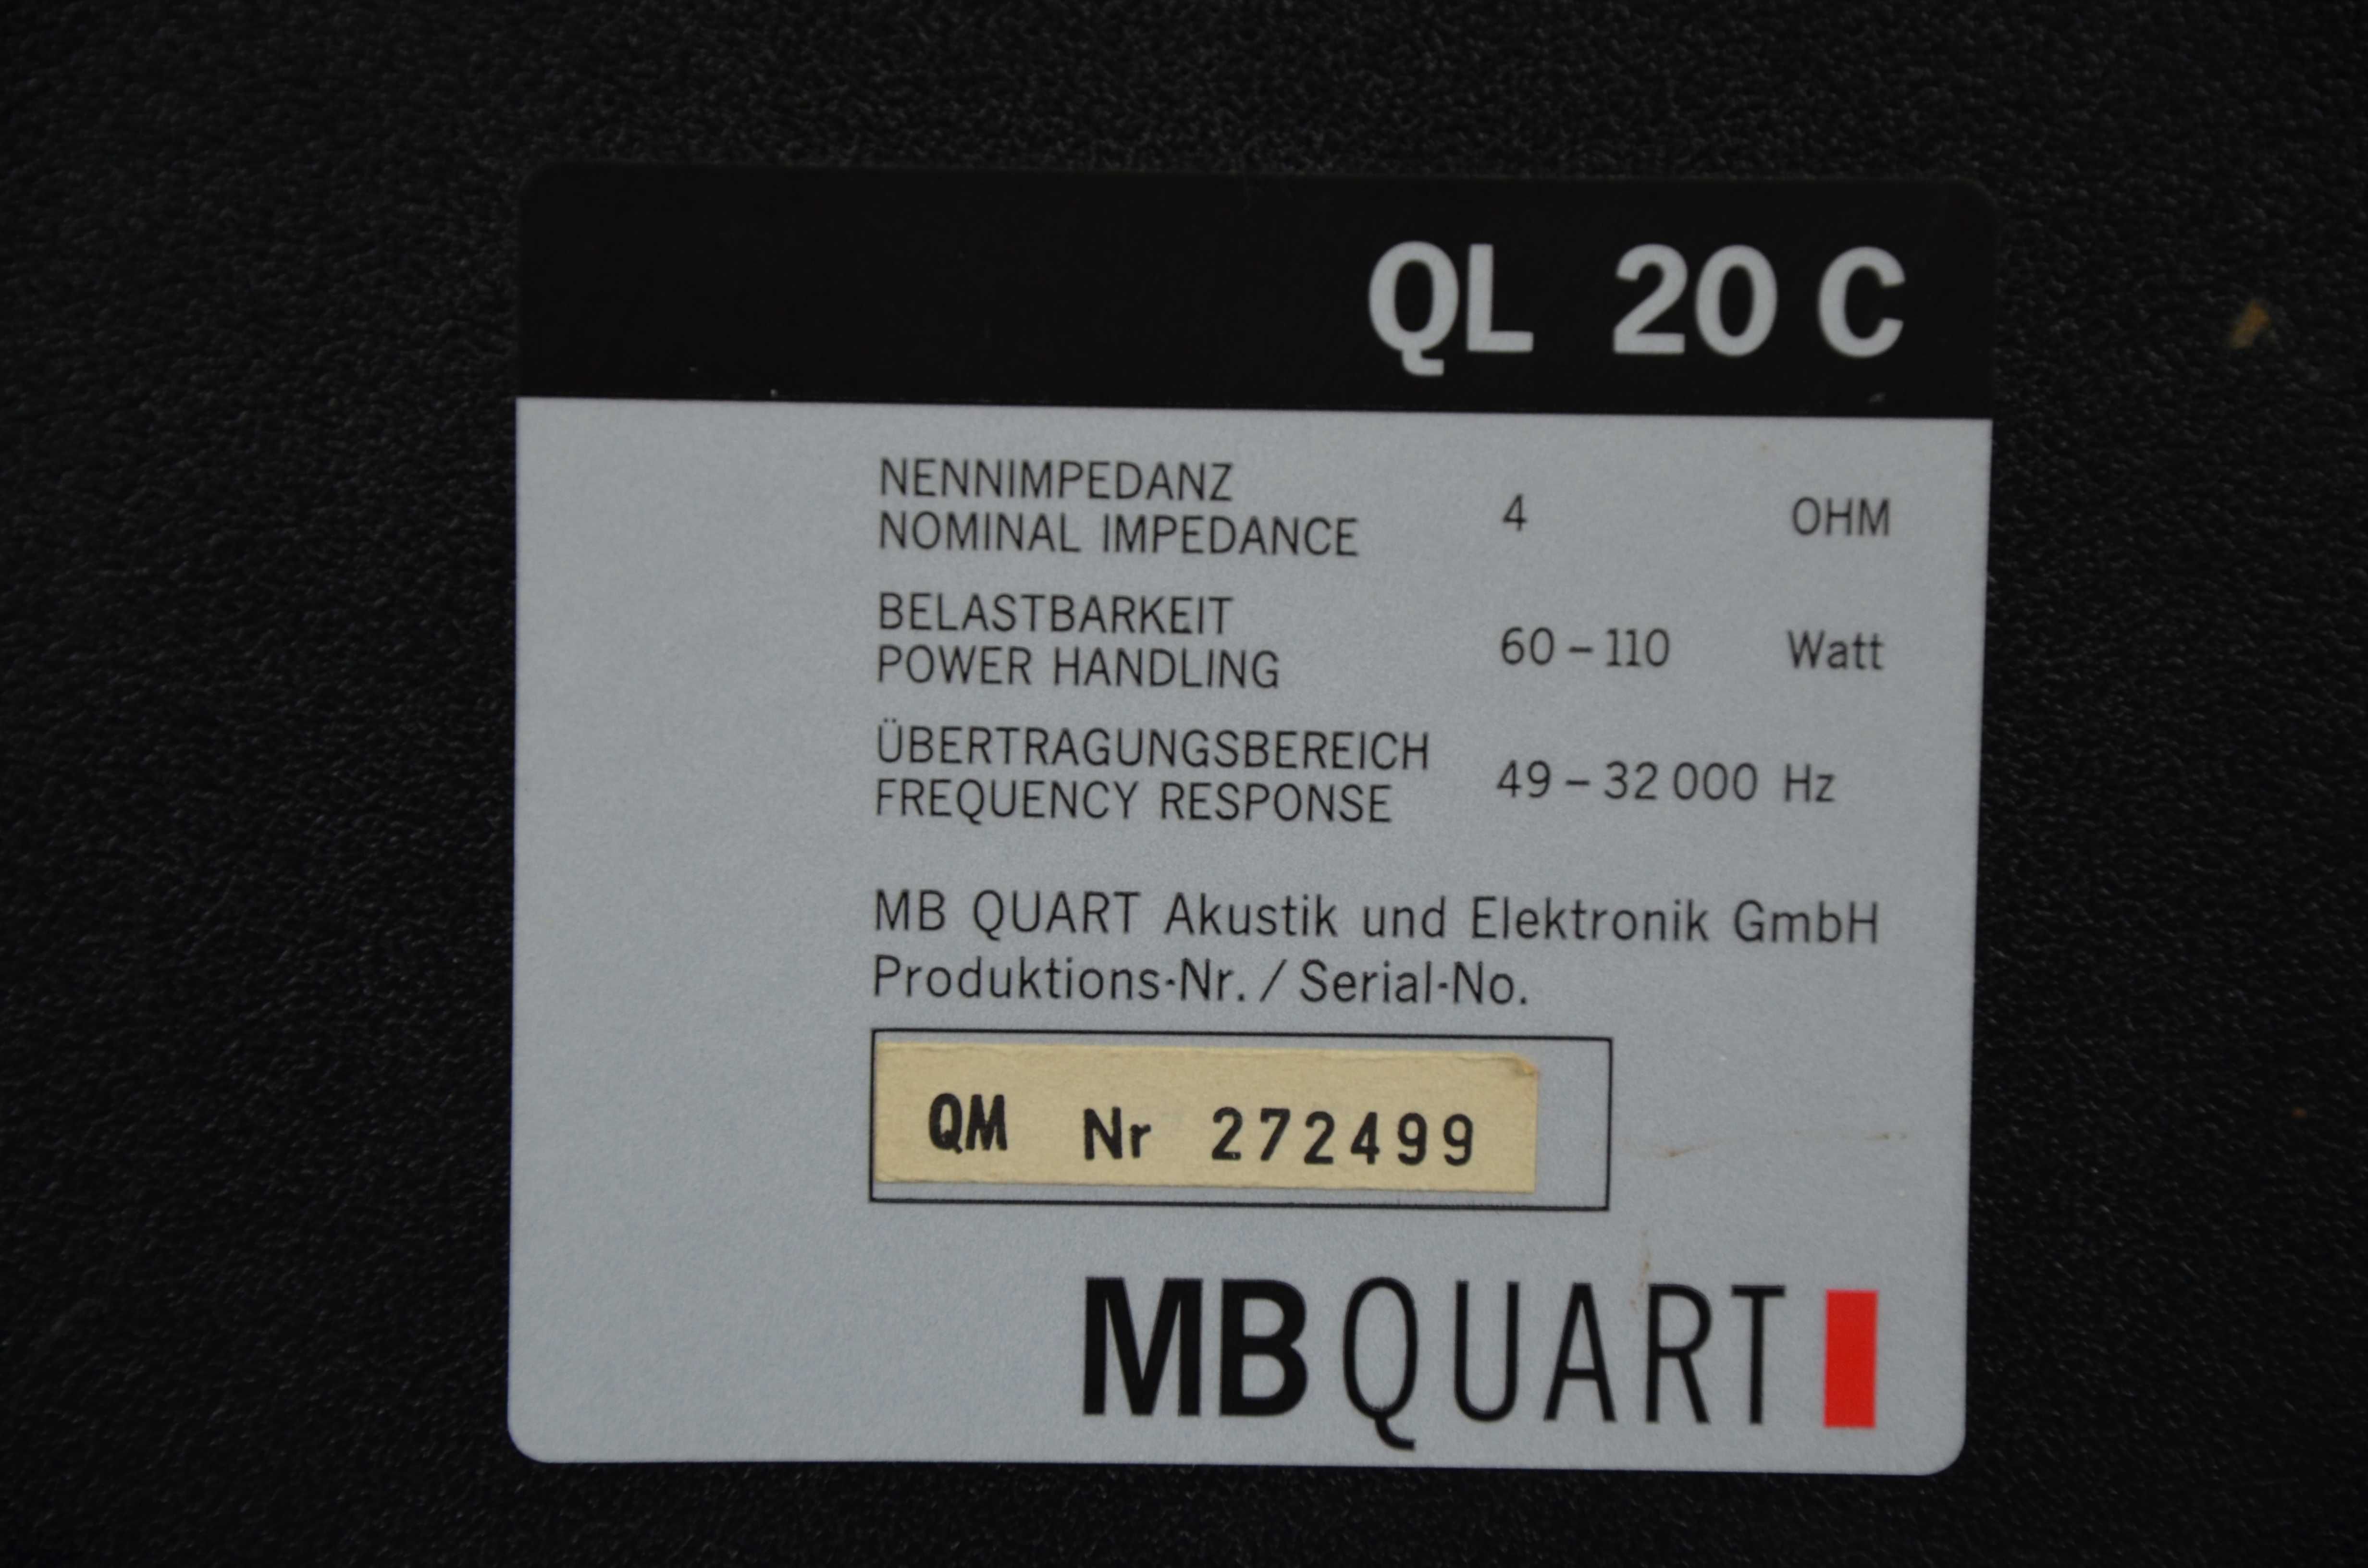 QL 20 C
NENNIMPEDANZ
NOMINAL IMPEDANCE 4 OHM
BELASTBARKEIT
POWER HANDLING 60 – 110 Watt
ÜBERTRAGUNGSBEREICH
FREQUENCY RESPONSE 49 – 32 000 Hz
MB QUART Akustik und Elektronik GmbH
Produktions-Nr. / Serial-No.
QM Nr 272499
MB QUART